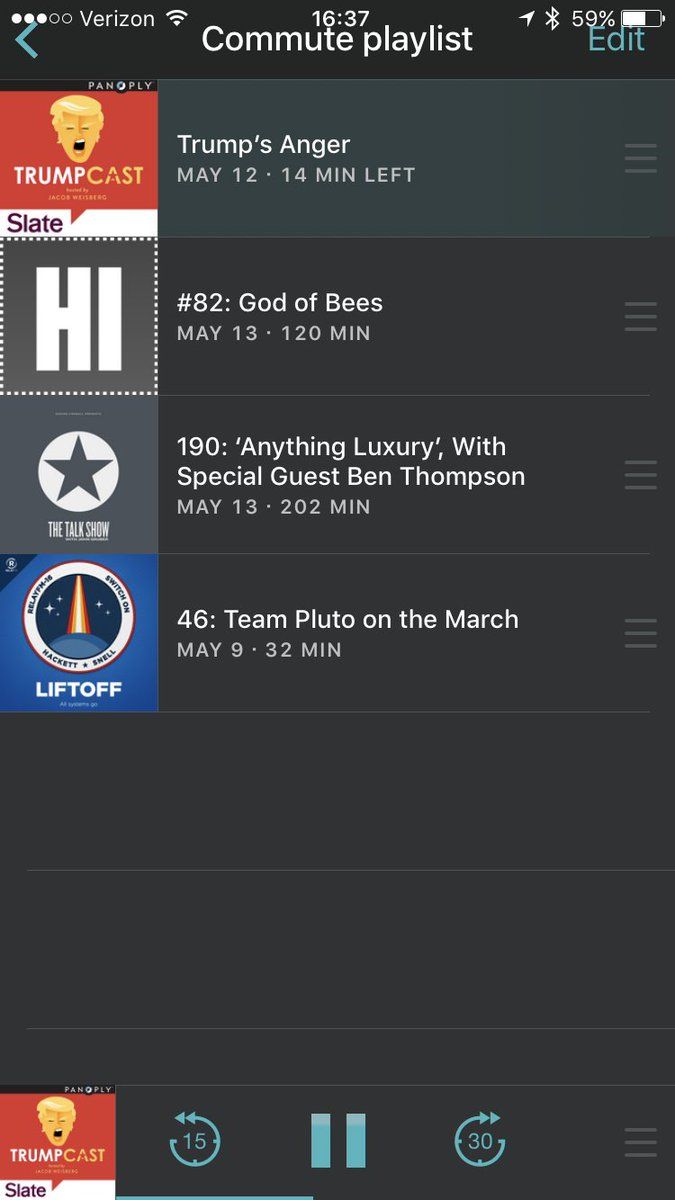 Verizon 16:37 59%
Commute playlist Edit
PANOPLY
TRUMPCAST
hosted by
JACOB WEISBERG
Slate
Trump's Anger
MAY 12 · 14 MIN LEFT
HI
#82: God of Bees
MAY 13 · 120 MIN
THE TALK SHOW
WITH JOHN GRUBER
190: ‘Anything Luxury’, With
Special Guest Ben Thompson
MAY 13 · 202 MIN
R
RELAYFM-16 SWITCH ON
HACKETT ★ SNELL
LIFTOFF
All systems go
46: Team Pluto on the March
MAY 9 · 32 MIN
PANOPLY
TRUMPCAST
hosted by
JACOB WEISBERG
Slate
15 30